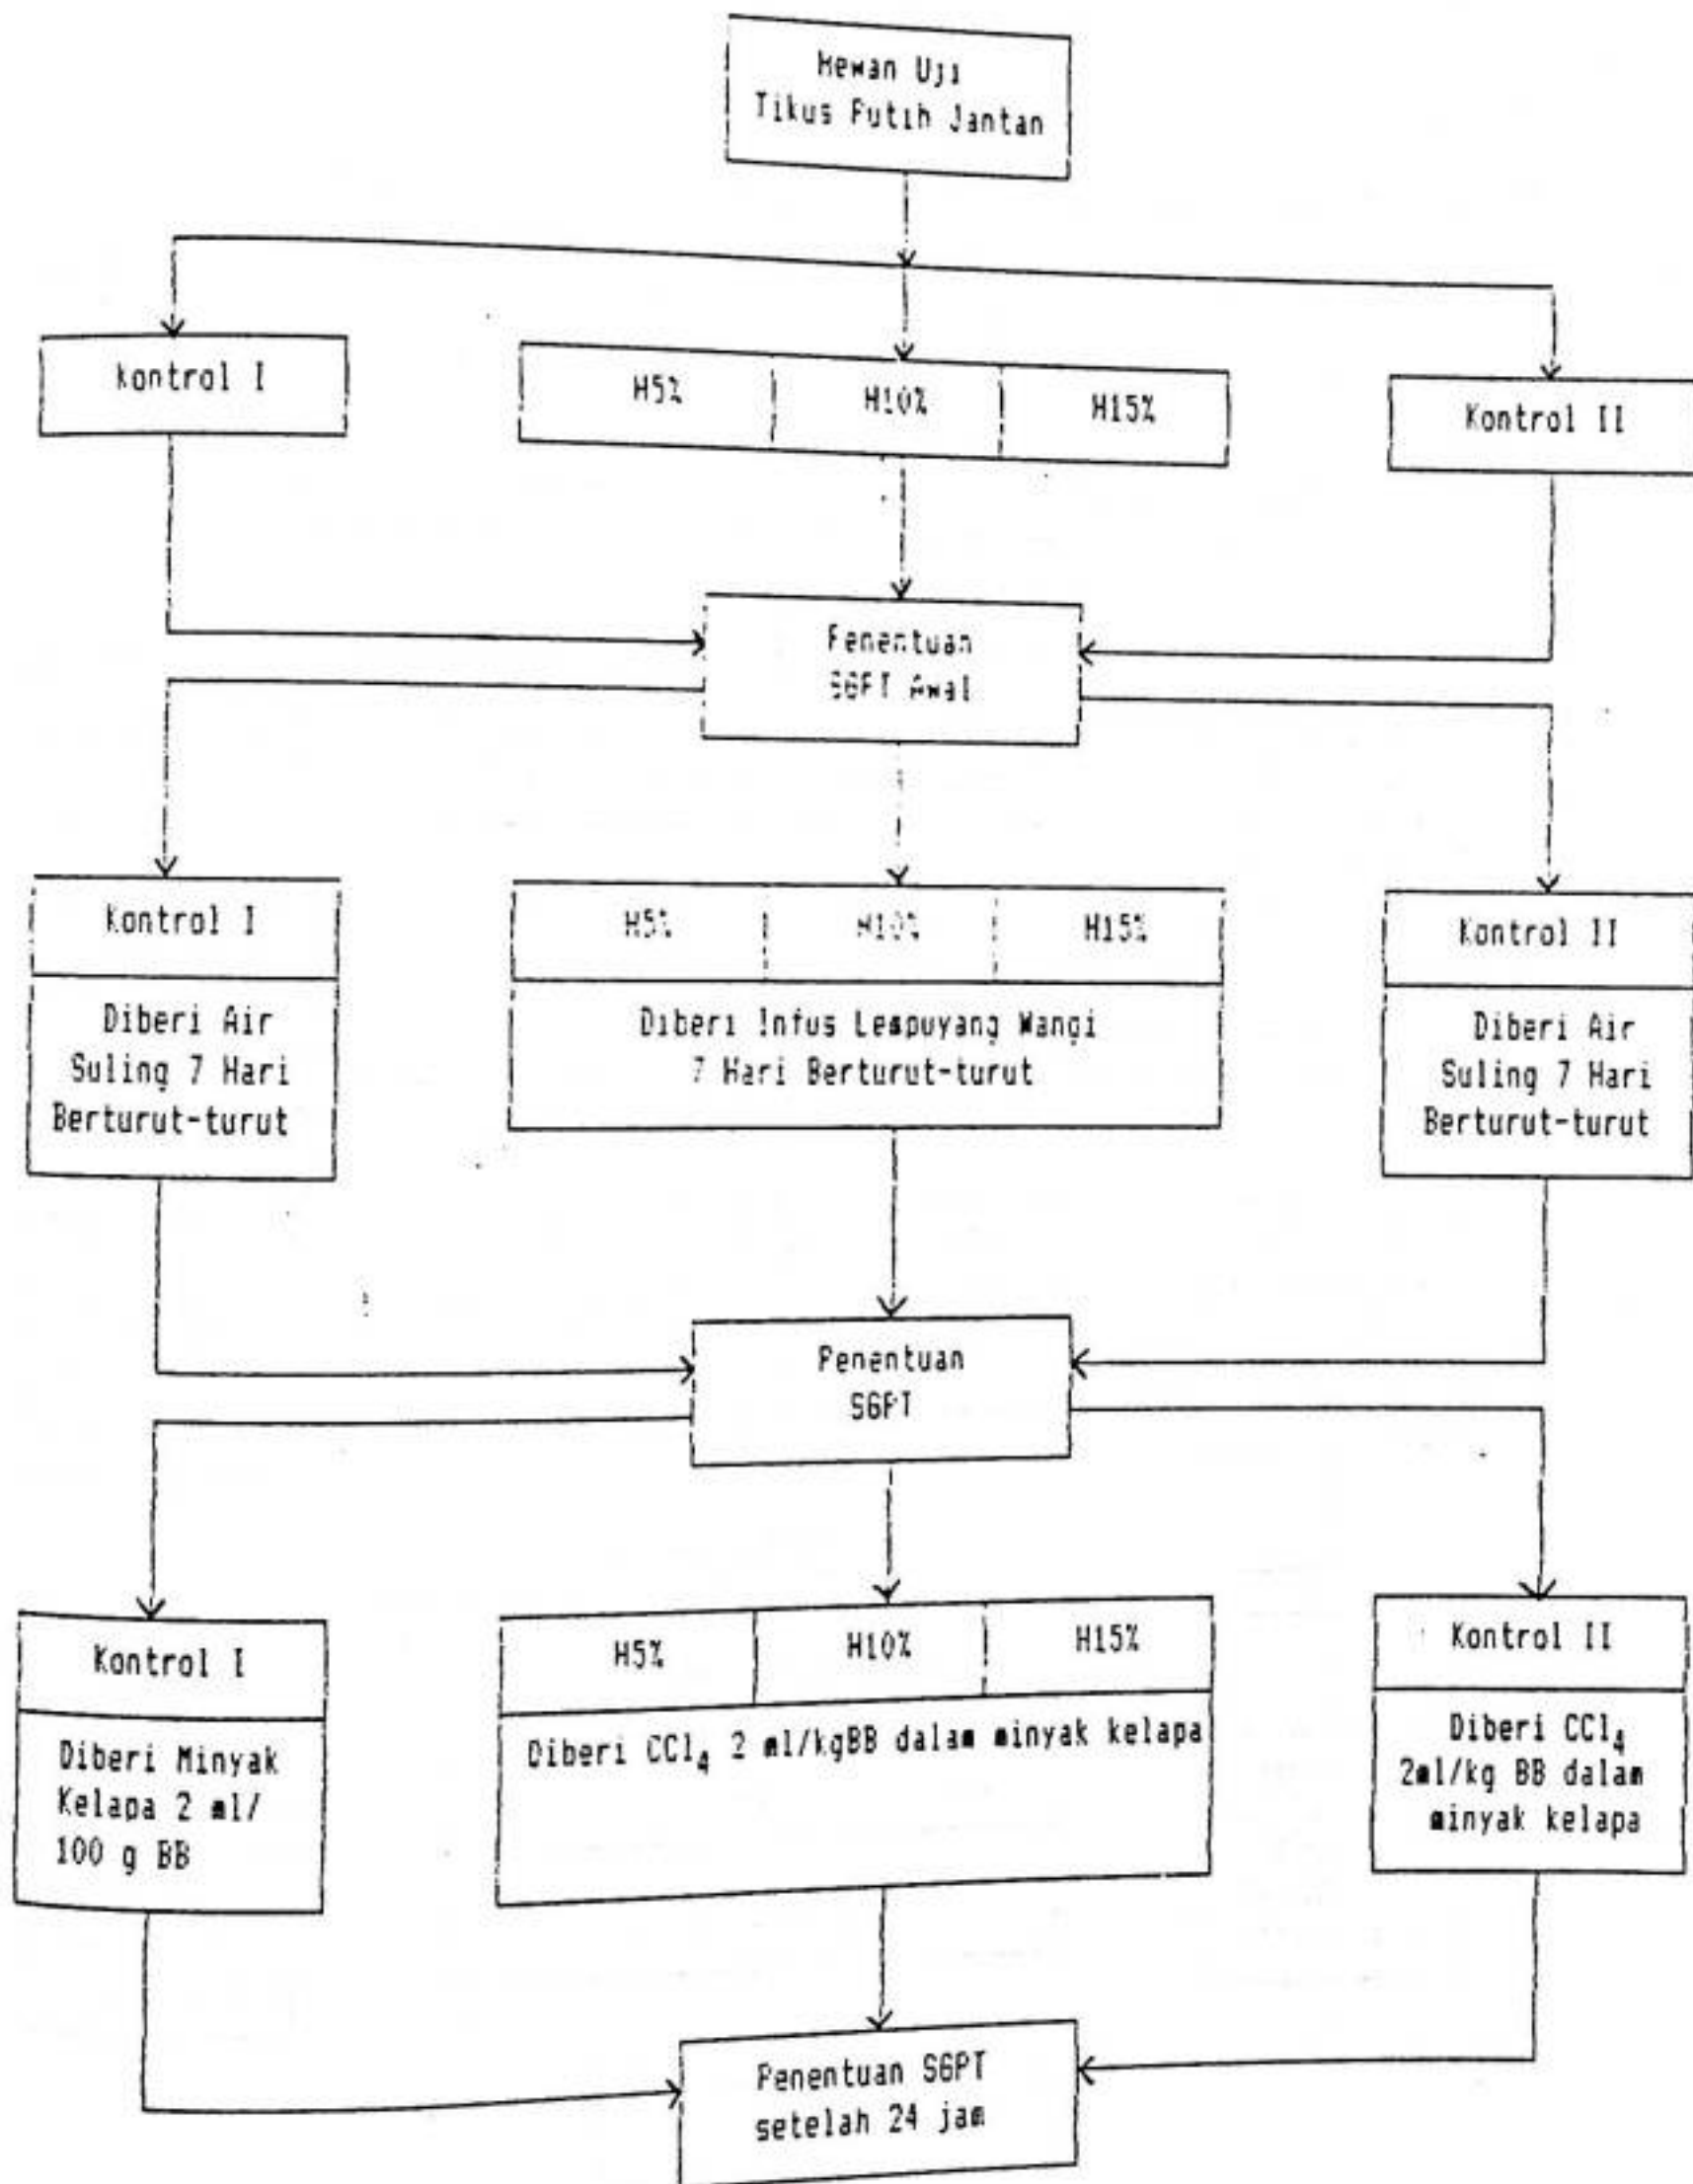 Hewan Uji
Tikus Putih Jantan
Kontrol I
H5%
H10%
H15%
Kontrol II
Penentuan
SGPT Awal
Kontrol I
H5%
H10%
H15%
Kontrol II
Diberi Air
Suling 7 Hari
Berturut-turut
Diberi Infus Lempuyang Wangi
7 Hari Berturut-turut
Diberi Air
Suling 7 Hari
Berturut-turut
Penentuan
SGPT
Kontrol I
H5%
H10%
H15%
Kontrol II
Diberi Minyak
Kelapa 2 ml/
100 g BB
Diberi CCl₄ 2 ml/kgBB dalam minyak kelapa
Diberi CCl₄
2ml/kg BB dalam
minyak kelapa
Penentuan SGPT
setelah 24 jam